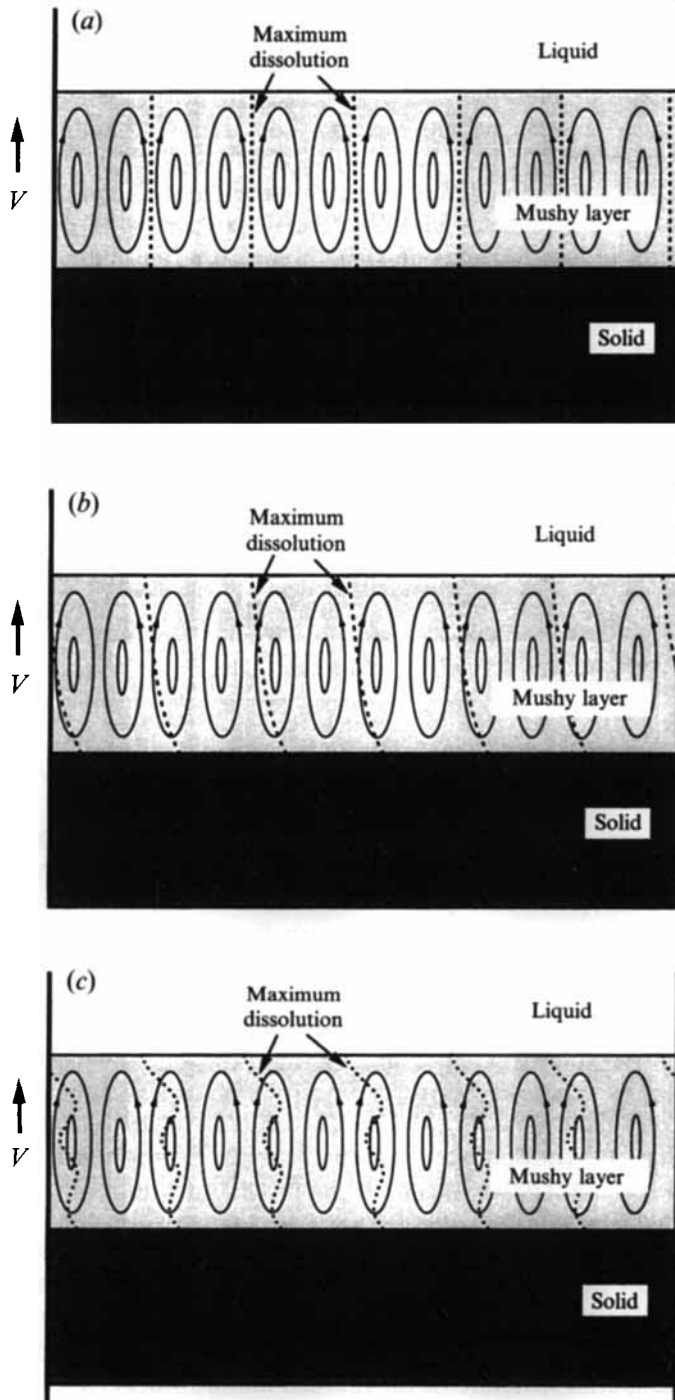 (a)
Maximum
dissolution
Liquid
V
Mushy layer
Solid
(b)
Maximum
dissolution
Liquid
V
Mushy layer
Solid
(c)
Maximum
dissolution
Liquid
V
Mushy layer
Solid